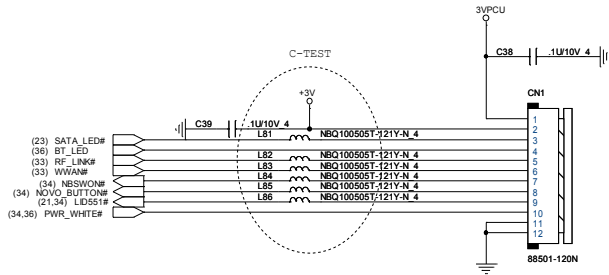 3VPCU
C38 .1U/10V_4
C-TEST
+3V
CN1
C39 .1U/10V_4
1
2
(23) SATA_LED# L81 NBQ100505T-121Y-N_4 3
(36) BT_LED 4
(33) RF_LINK# L82 NBQ100505T-121Y-N_4 5
(33) WWAN# L83 NBQ100505T-121Y-N_4 6
(34) NBSWON# L84 NBQ100505T-121Y-N_4 7
(34) NOVO_BUTTON# L85 NBQ100505T-121Y-N_4 8
(21,34) LID551# L86 NBQ100505T-121Y-N_4 9
(34,36) PWR_WHITE# 10
11
12
88501-120N